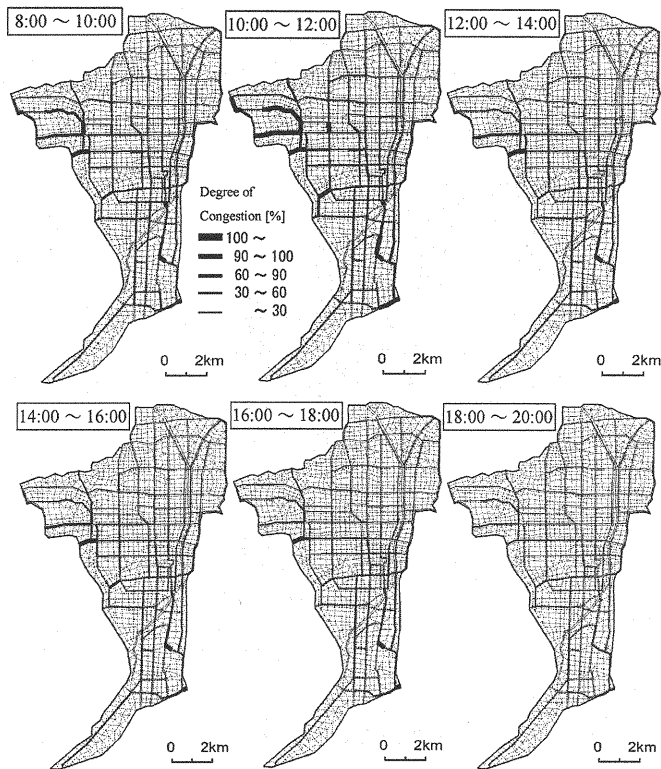 8:00 ～ 10:00
10:00 ～ 12:00
12:00 ～ 14:00
Degree of
Congestion [%]
100 ～
90 ～ 100
60 ～ 90
30 ～ 60
～ 30
0 2km
0 2km
0 2km
14:00 ～ 16:00
16:00 ～ 18:00
18:00 ～ 20:00
0 2km
0 2km
0 2km